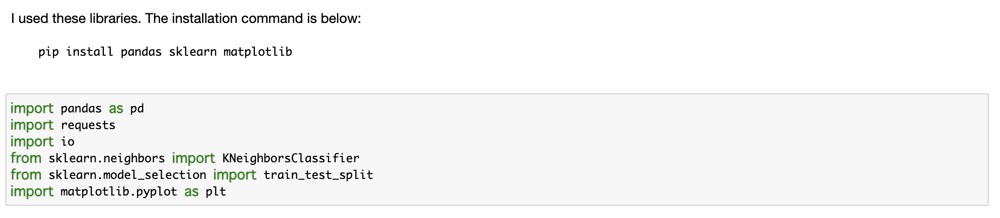 I used these libraries. The installation command is below:
pip install pandas sklearn matplotlib
import pandas as pd
import requests
import io
from sklearn.neighbors import KNeighborsClassifier
from sklearn.model_selection import train_test_split
import matplotlib.pyplot as plt